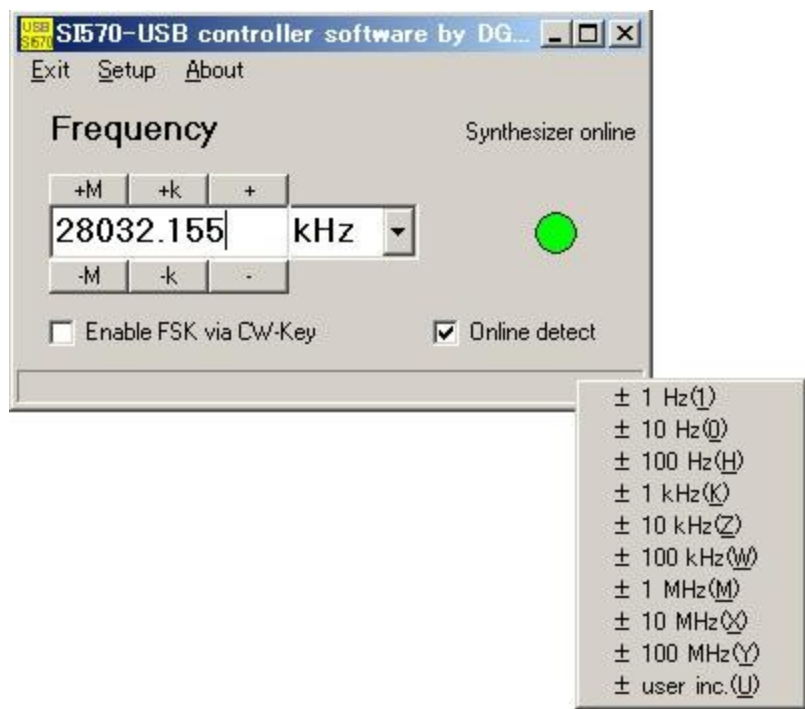 USB SI570
SI570-USB controller software by DG...
Exit Setup About
Frequency
Synthesizer online
+M +k +
28032.155 kHz
-M -k -
Enable FSK via CW-Key
Online detect
± 1 Hz(1)
± 10 Hz(0)
± 100 Hz(H)
± 1 kHz(K)
± 10 kHz(Z)
± 100 kHz(W)
± 1 MHz(M)
± 10 MHz(X)
± 100 MHz(Y)
± user inc.(U)